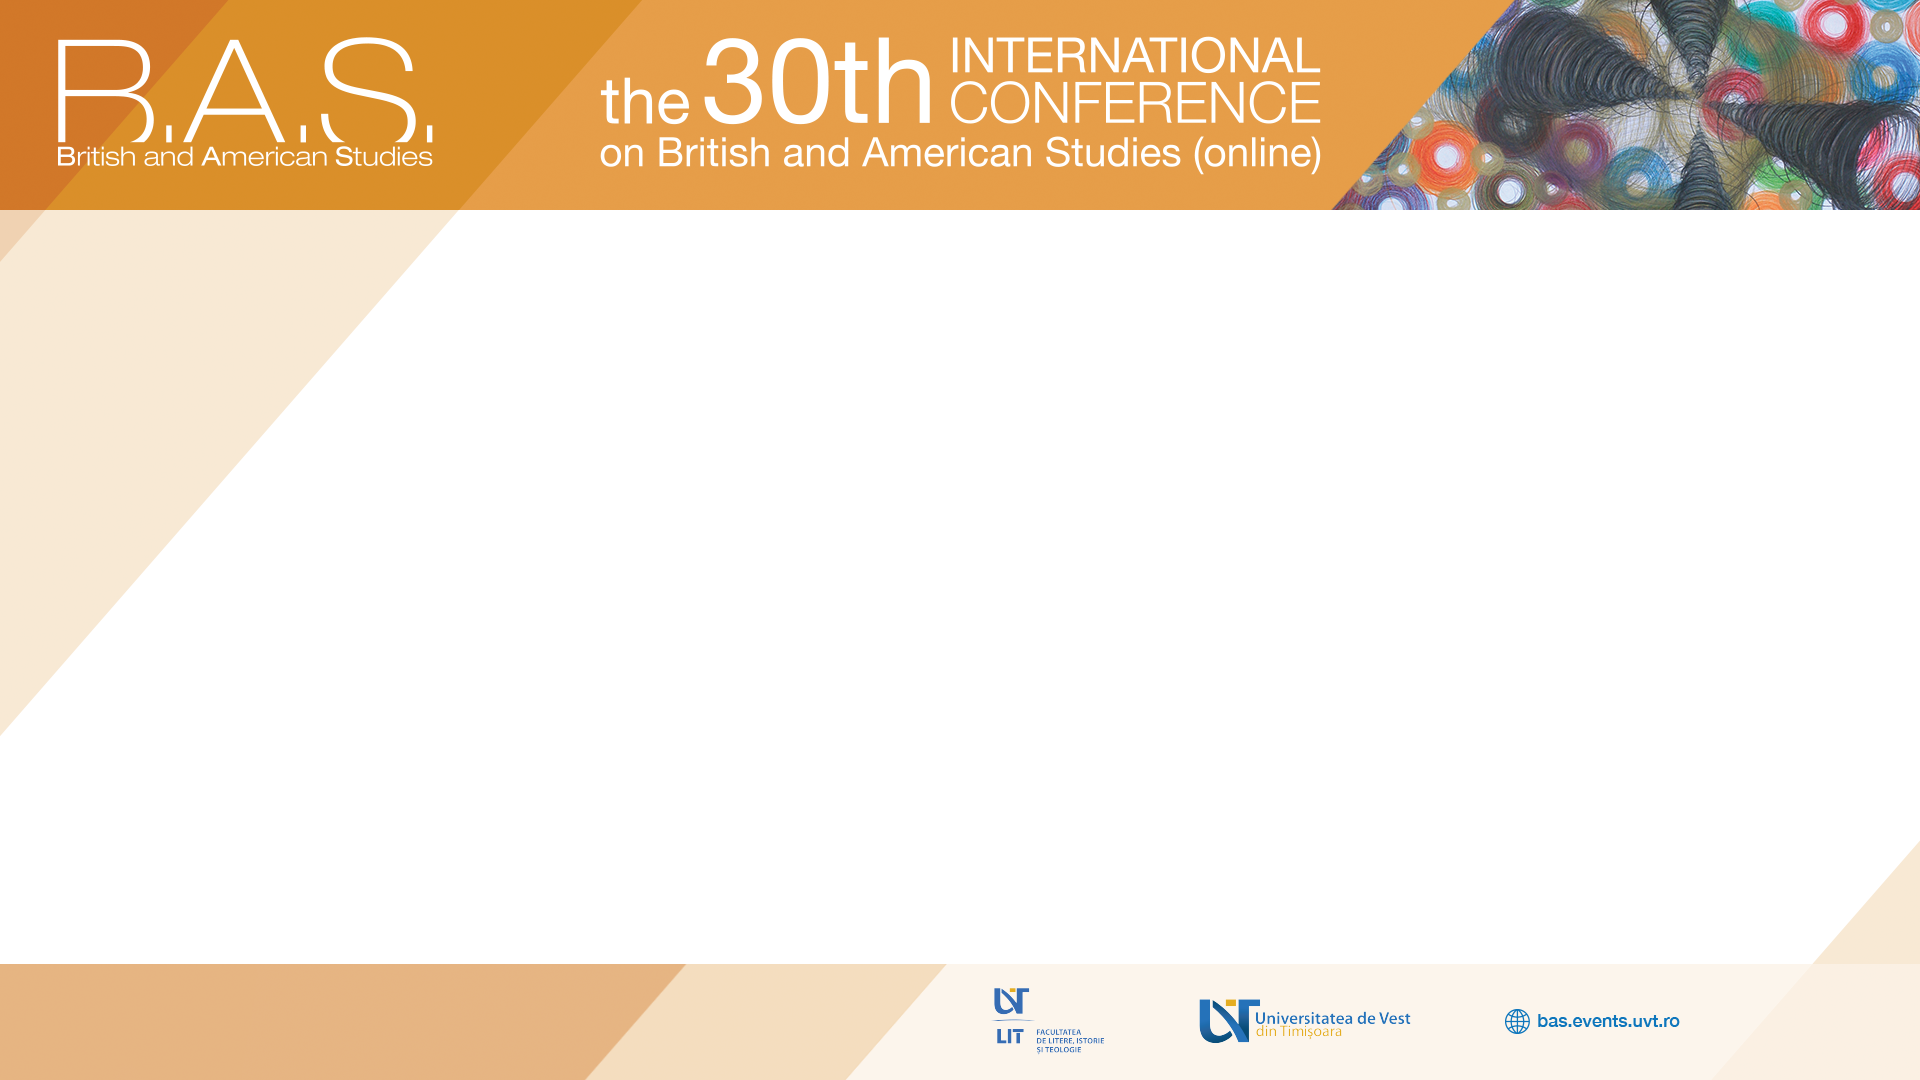 B.A.S.
British and American Studies
the 30th INTERNATIONAL
CONFERENCE
on British and American Studies (online)
UVT
LIT
FACULTATEA
DE LITERE, ISTORIE
ȘI TEOLOGIE
UVT
Universitatea de Vest
din Timișoara
bas.events.uvt.ro